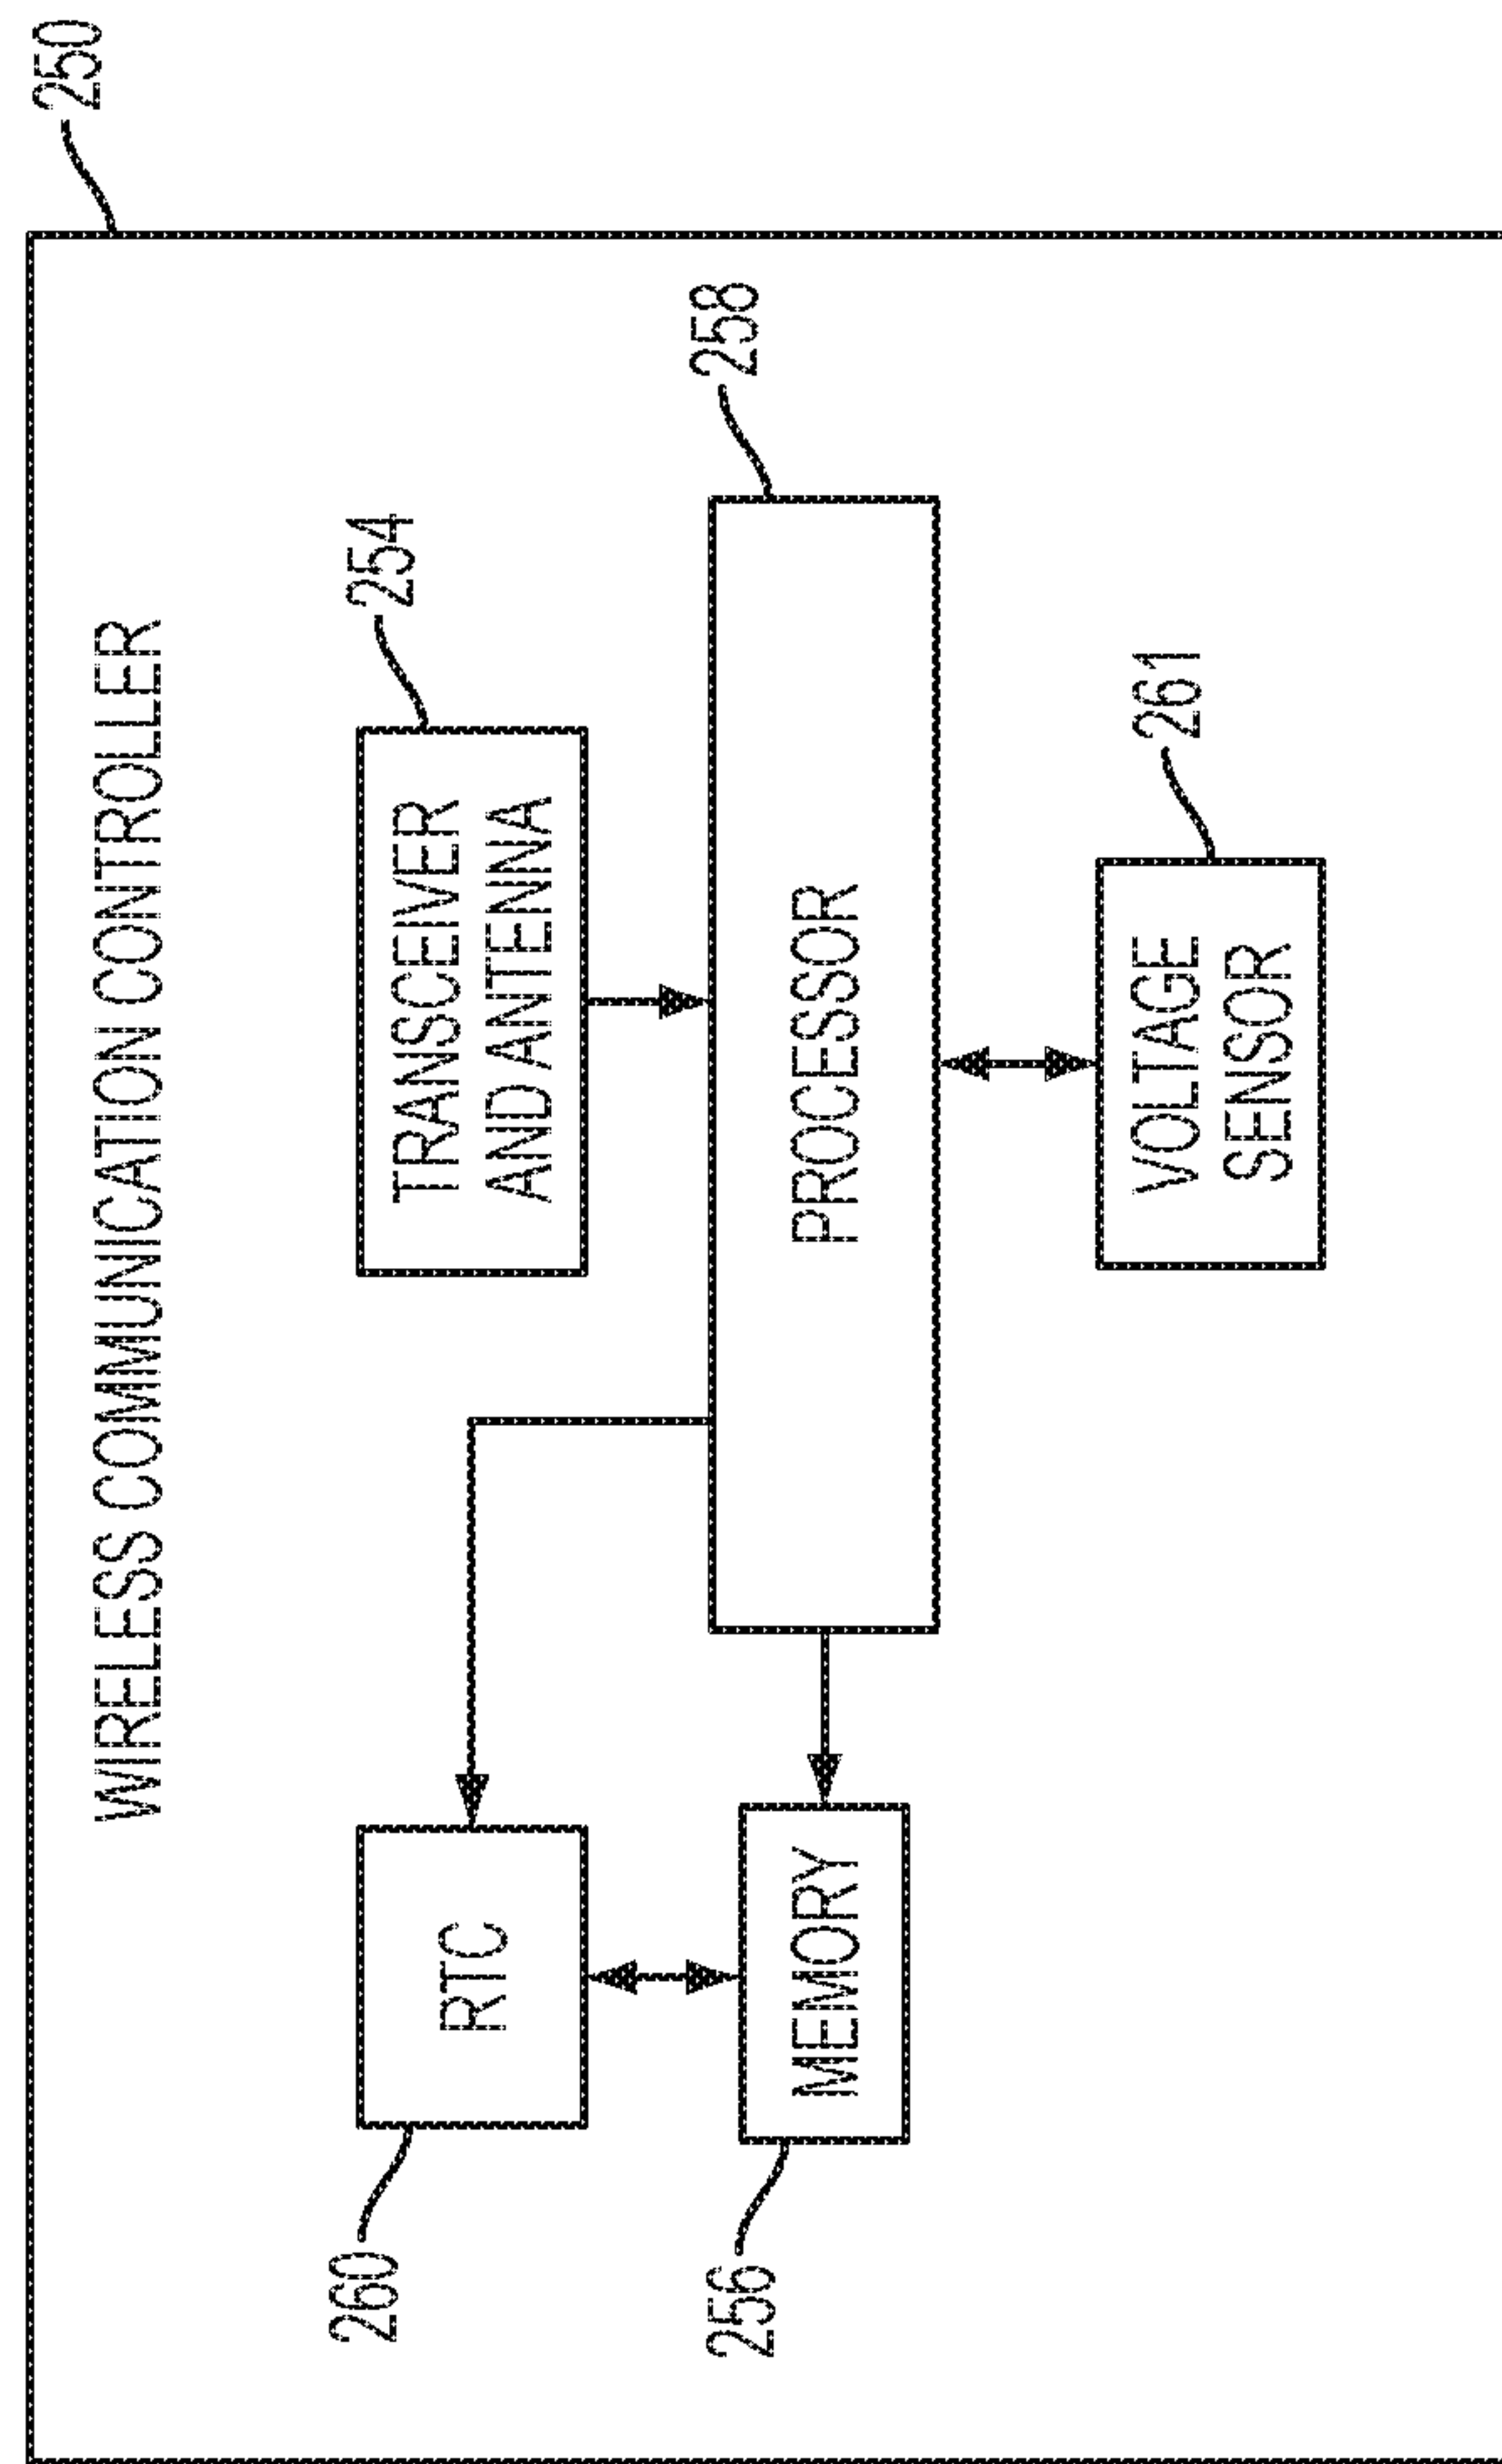 250
WIRELESS COMMUNICATION CONTROLLER
254
TRANSCEIVER
AND ANTENNA
260
RTC
258
PROCESSOR
256
MEMORY
261
VOLTAGE
SENSOR